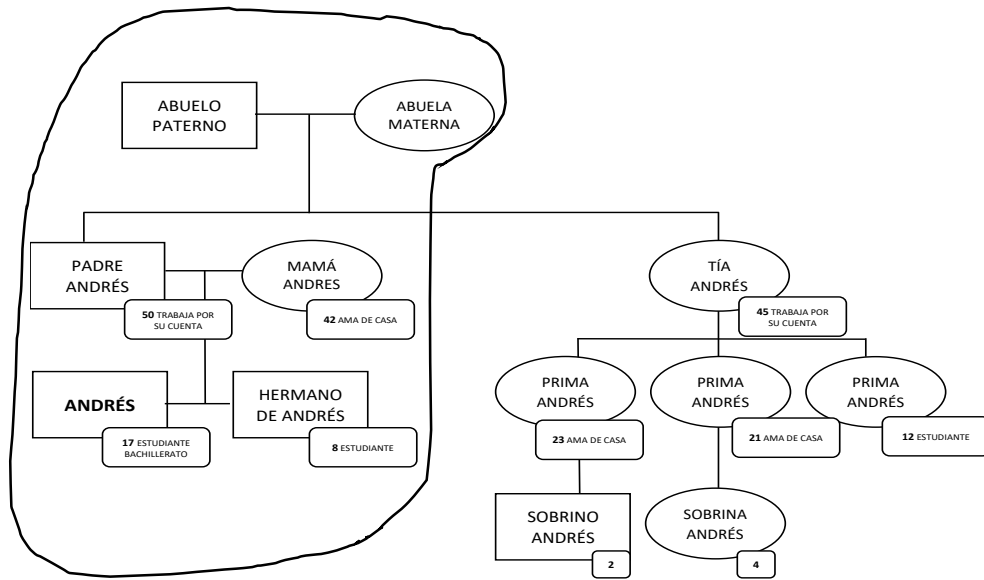 ABUELO
PATERNO
ABUELA
MATERNA
PADRE
ANDRÉS
50 TRABAJA POR
SU CUENTA
MAMÁ
ANDRES
42 AMA DE CASA
TÍA
ANDRÉS
45 TRABAJA POR
SU CUENTA
ANDRÉS
17 ESTUDIANTE
BACHILLERATO
HERMANO
DE ANDRÉS
8 ESTUDIANTE
PRIMA
ANDRÉS
23 AMA DE CASA
PRIMA
ANDRÉS
21 AMA DE CASA
PRIMA
ANDRÉS
12 ESTUDIANTE
SOBRINO
ANDRÉS
2
SOBRINA
ANDRÉS
4